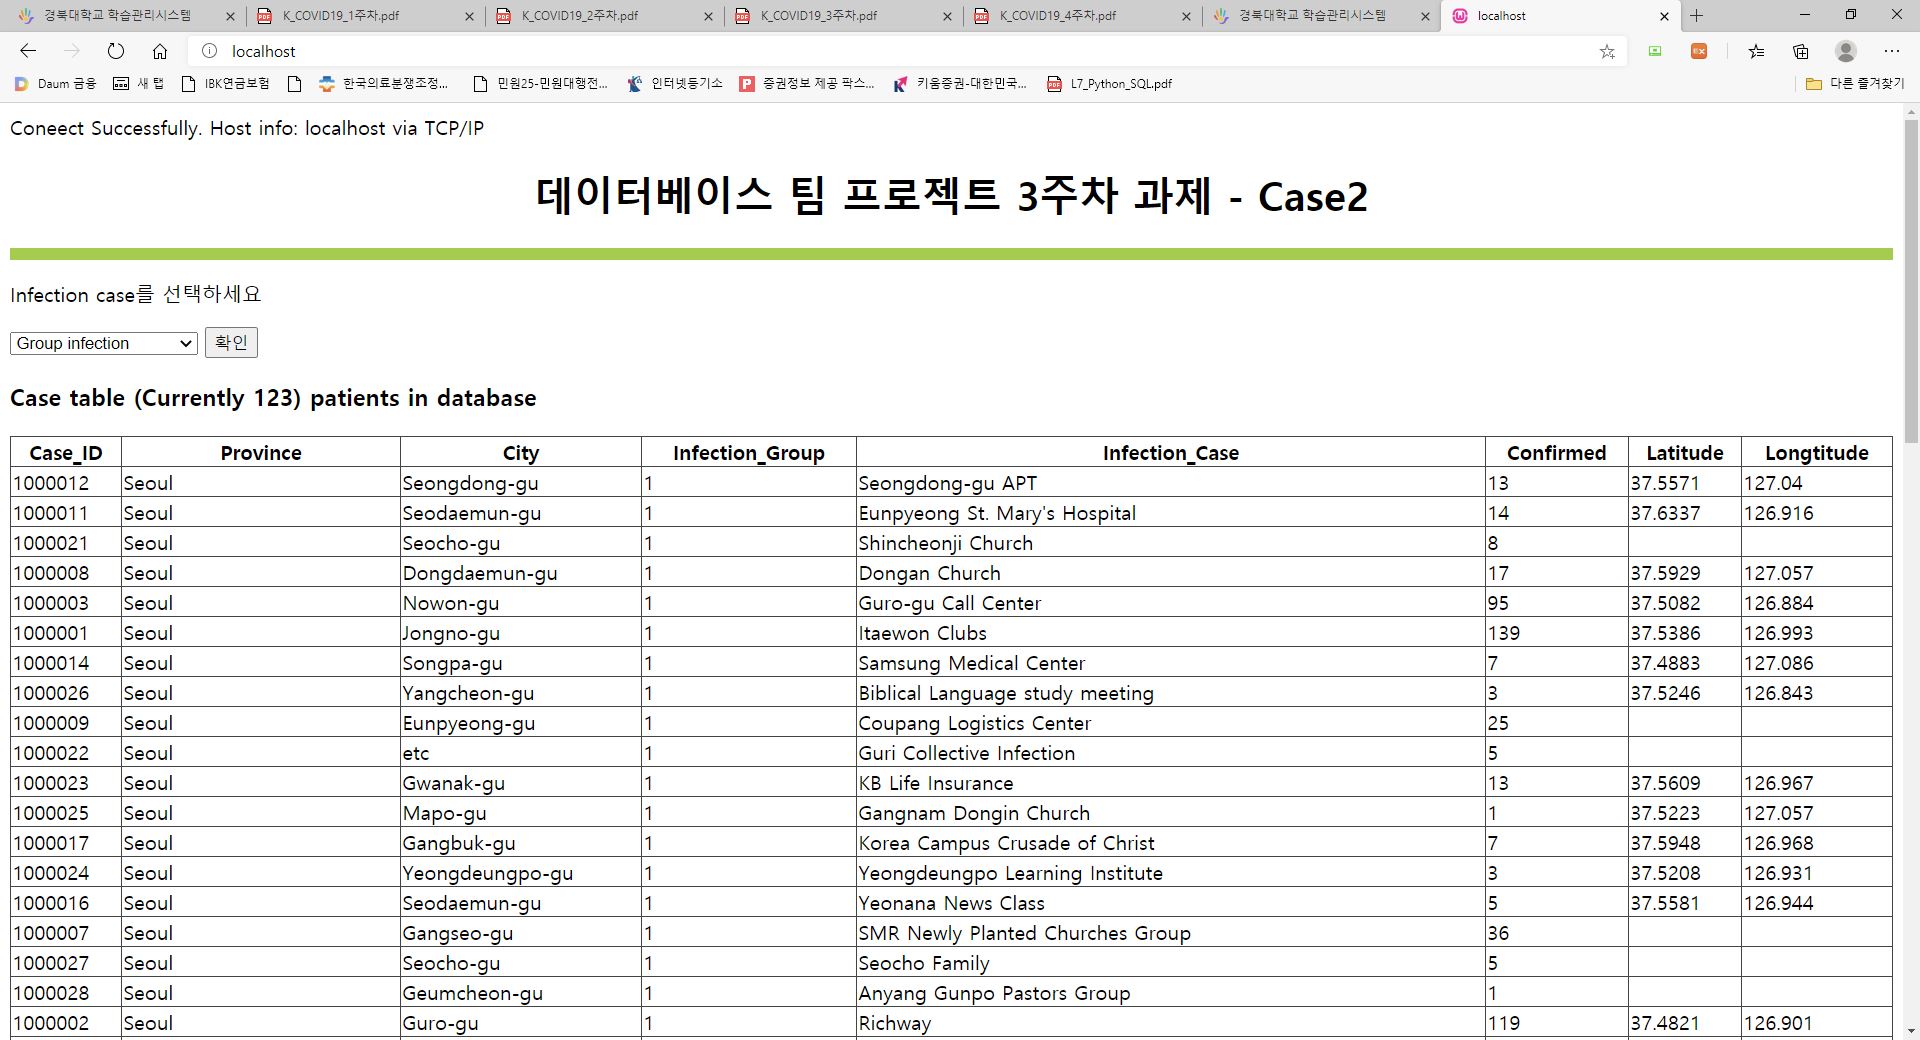 경북대학교 학습관리시스템 K_COVID19_1주차.pdf K_COVID19_2주차.pdf K_COVID19_3주차.pdf K_COVID19_4주차.pdf 경북대학교 학습관리시스템 localhost
localhost
Daum 금융 새 탭 IBK연금보험 한국의료분쟁조정... 민원25-민원대행전... 인터넷등기소 증권정보 제공 팍스... 키움증권-대한민국... L7_Python_SQL.pdf 다른 즐겨찾기
Coneect Successfully. Host info: localhost via TCP/IP
데이터베이스 팀 프로젝트 3주차 과제 - Case2
Infection case를 선택하세요
Group infection 확인
Case table (Currently 123) patients in database
Case_ID Province City Infection_Group Infection_Case Confirmed Latitude Longtitude
1000012 Seoul Seongdong-gu 1 Seongdong-gu APT 13 37.5571 127.04
1000011 Seoul Seodaemun-gu 1 Eunpyeong St. Mary's Hospital 14 37.6337 126.916
1000021 Seoul Seocho-gu 1 Shincheonji Church 8
1000008 Seoul Dongdaemun-gu 1 Dongan Church 17 37.5929 127.057
1000003 Seoul Nowon-gu 1 Guro-gu Call Center 95 37.5082 126.884
1000001 Seoul Jongno-gu 1 Itaewon Clubs 139 37.5386 126.993
1000014 Seoul Songpa-gu 1 Samsung Medical Center 7 37.4883 127.086
1000026 Seoul Yangcheon-gu 1 Biblical Language study meeting 3 37.5246 126.843
1000009 Seoul Eunpyeong-gu 1 Coupang Logistics Center 25
1000022 Seoul etc 1 Guri Collective Infection 5
1000023 Seoul Gwanak-gu 1 KB Life Insurance 13 37.5609 126.967
1000025 Seoul Mapo-gu 1 Gangnam Dongin Church 1 37.5223 127.057
1000017 Seoul Gangbuk-gu 1 Korea Campus Crusade of Christ 7 37.5948 126.968
1000024 Seoul Yeongdeungpo-gu 1 Yeongdeungpo Learning Institute 3 37.5208 126.931
1000016 Seoul Seodaemun-gu 1 Yeonana News Class 5 37.5581 126.944
1000007 Seoul Gangseo-gu 1 SMR Newly Planted Churches Group 36
1000027 Seoul Seocho-gu 1 Seocho Family 5
1000028 Seoul Geumcheon-gu 1 Anyang Gunpo Pastors Group 1
1000002 Seoul Guro-gu 1 Richway 119 37.4821 126.901